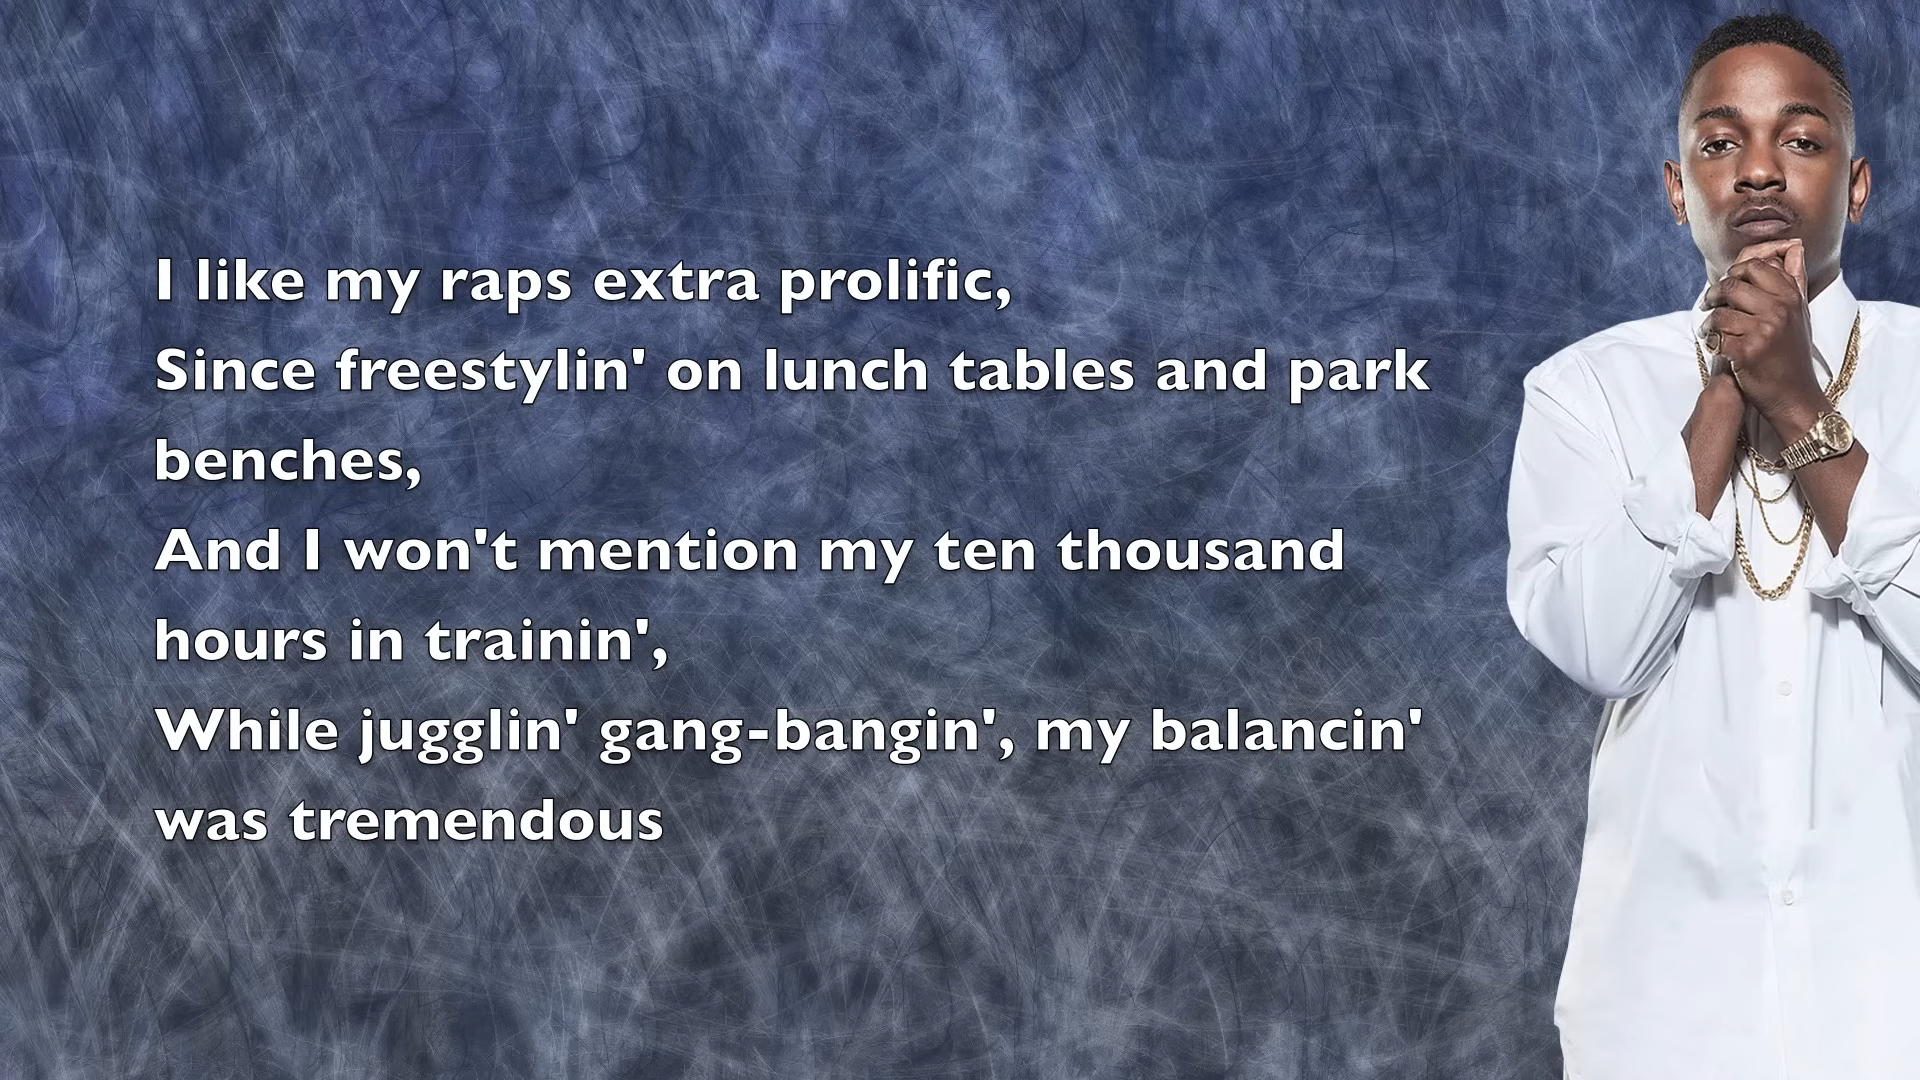 I like my raps extra prolific,
Since freestylin' on lunch tables and park
benches,
And I won't mention my ten thousand
hours in trainin',
While jugglin' gang-bangin', my balancin'
was tremendous